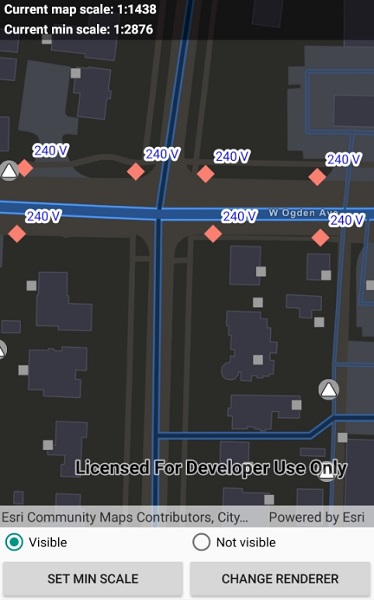 Current map scale: 1:1438
Current min scale: 1:2876
240 V
240 V
240 V
240 V
240 V
240 V
240 V
W Ogden Ave
Licensed For Developer Use Only
Esri Community Maps Contributors, City... Powered by Esri
Visible
Not visible
SET MIN SCALE
CHANGE RENDERER